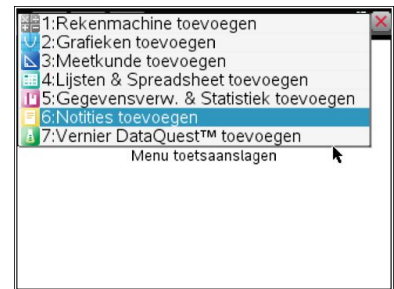 1:Rekenmachine toevoegen
2:Grafieken toevoegen
3:Meetkunde toevoegen
4:Lijsten & Spreadsheet toevoegen
5:Gegevensverw. & Statistiek toevoegen
6:Notities toevoegen
7:Vernier DataQuest™ toevoegen
Menu toetsaanslagen